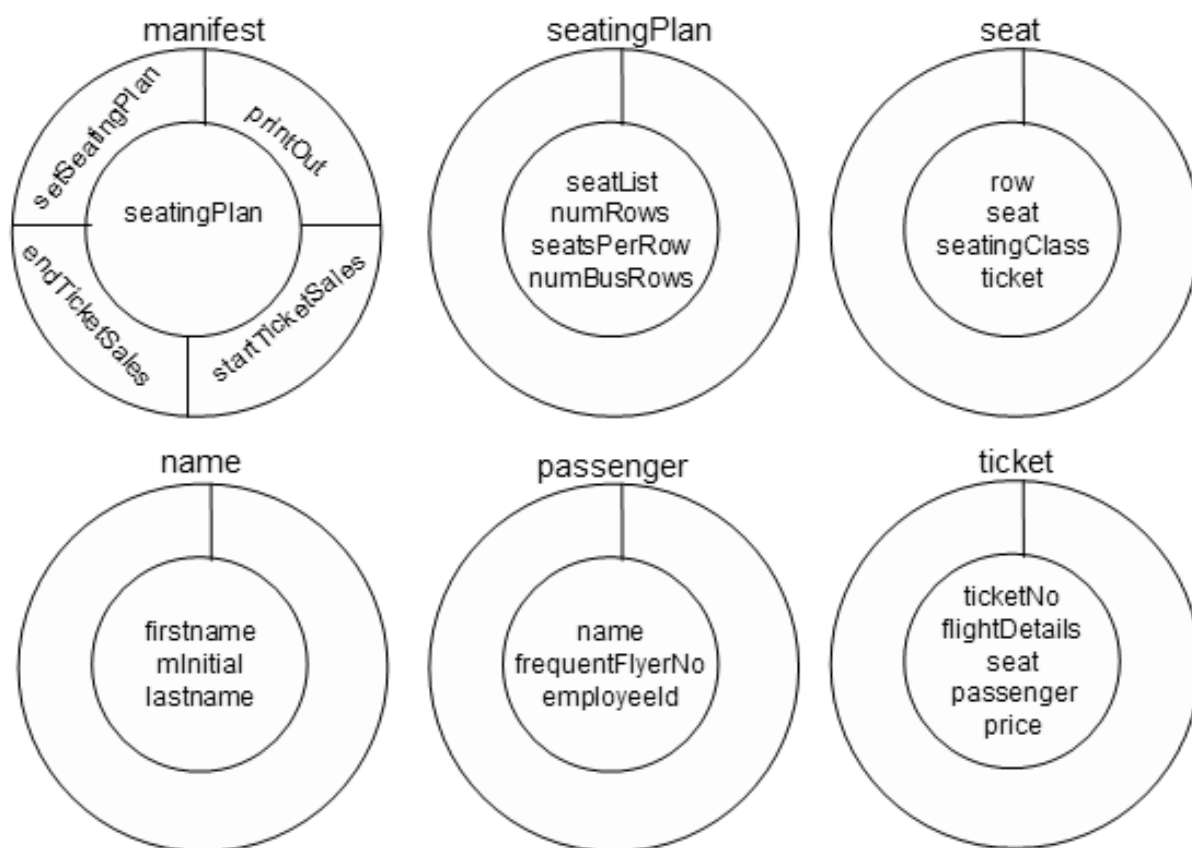 manifest
setSeatingPlan
printOut
seatingPlan
endTicketSales
startTicketSales
seatingPlan
seatList
numRows
seatsPerRow
numBusRows
seat
row
seat
seatingClass
ticket
name
firstname
mInitial
lastname
passenger
name
frequentFlyerNo
employeeId
ticket
ticketNo
flightDetails
seat
passenger
price